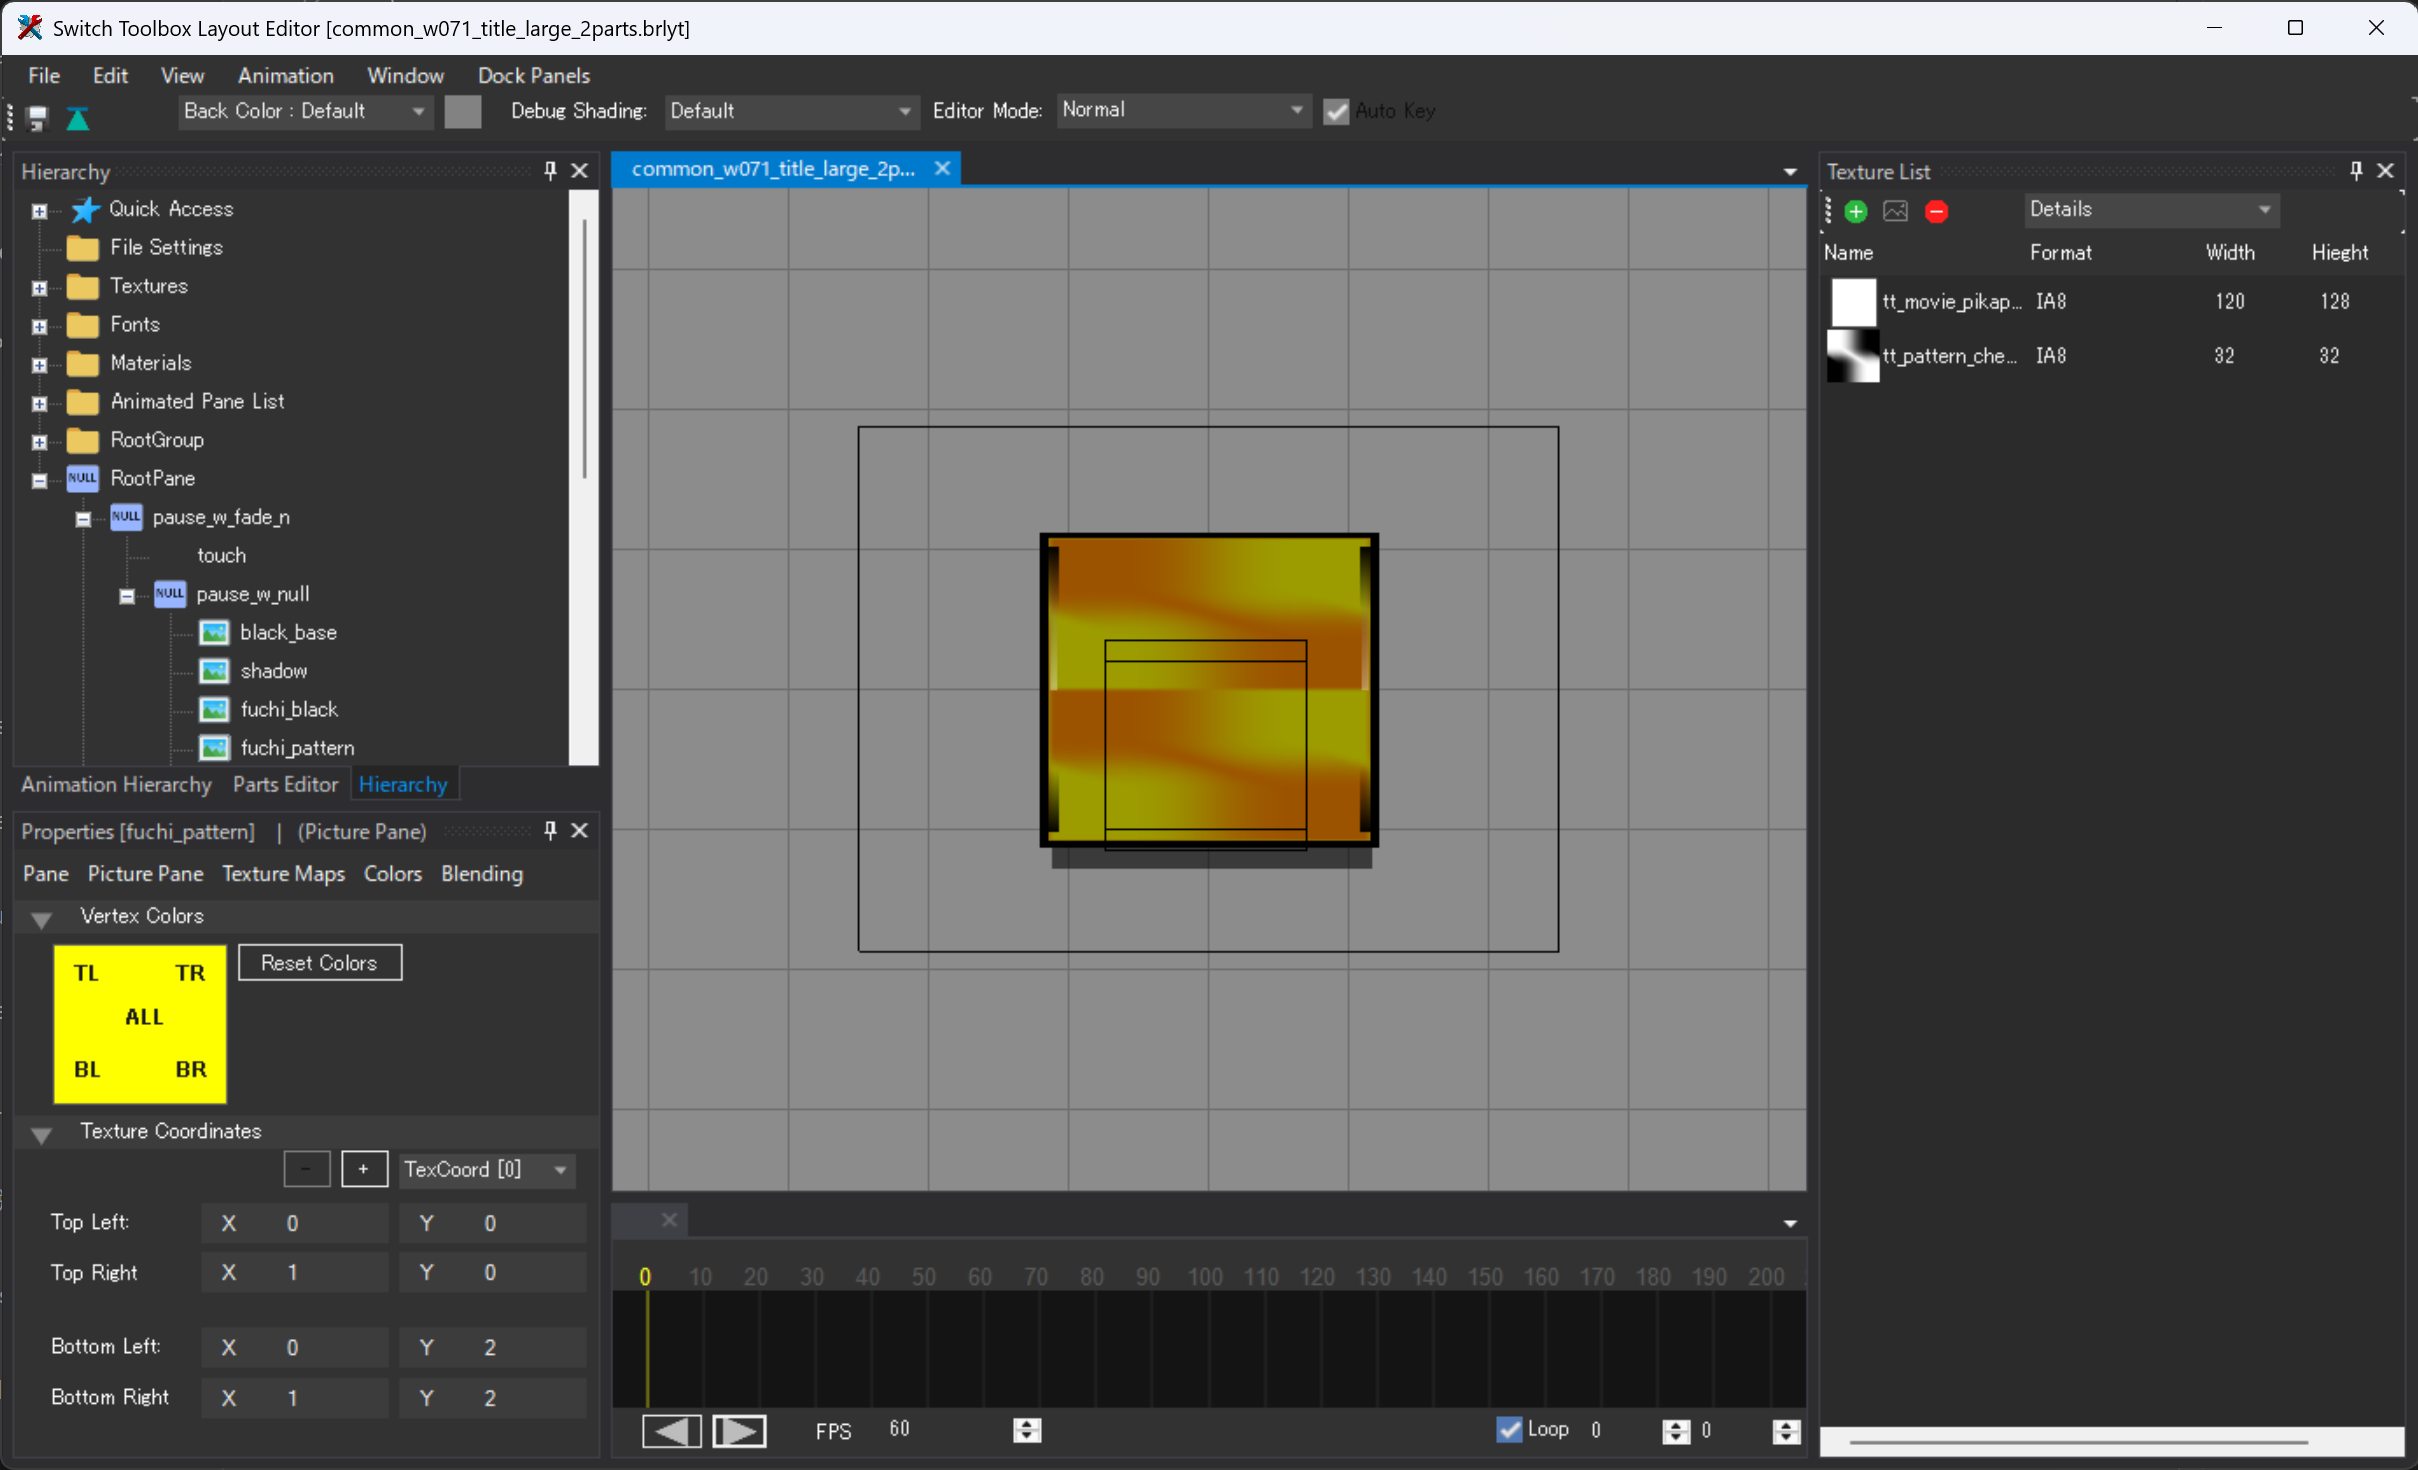 Switch Toolbox Layout Editor [common_w071_title_large_2parts.brlyt]
File Edit View Animation Window Dock Panels
Back Color : Default Debug Shading: Default Editor Mode: Normal Auto Key
Hierarchy
Quick Access
File Settings
Textures
Fonts
Materials
Animated Pane List
RootGroup
NULL RootPane
NULL pause_w_fade_n
touch
NULL pause_w_null
black_base
shadow
fuchi_black
fuchi_pattern
Animation Hierarchy Parts Editor Hierarchy
Properties [fuchi_pattern] | (Picture Pane)
Pane Picture Pane Texture Maps Colors Blending
Vertex Colors
TL TR
ALL
BL BR
Reset Colors
Texture Coordinates
- + TexCoord [0]
Top Left: X 0 Y 0
Top Right X 1 Y 0
Bottom Left: X 0 Y 2
Bottom Right X 1 Y 2
common_w071_title_large_2p...
0 10 20 30 40 50 60 70 80 90 100 110 120 130 140 150 160 170 180 190 200
FPS 60 Loop 0 0
Texture List
Details
Name Format Width Hieght
tt_movie_pikap... IA8 120 128
tt_pattern_che... IA8 32 32